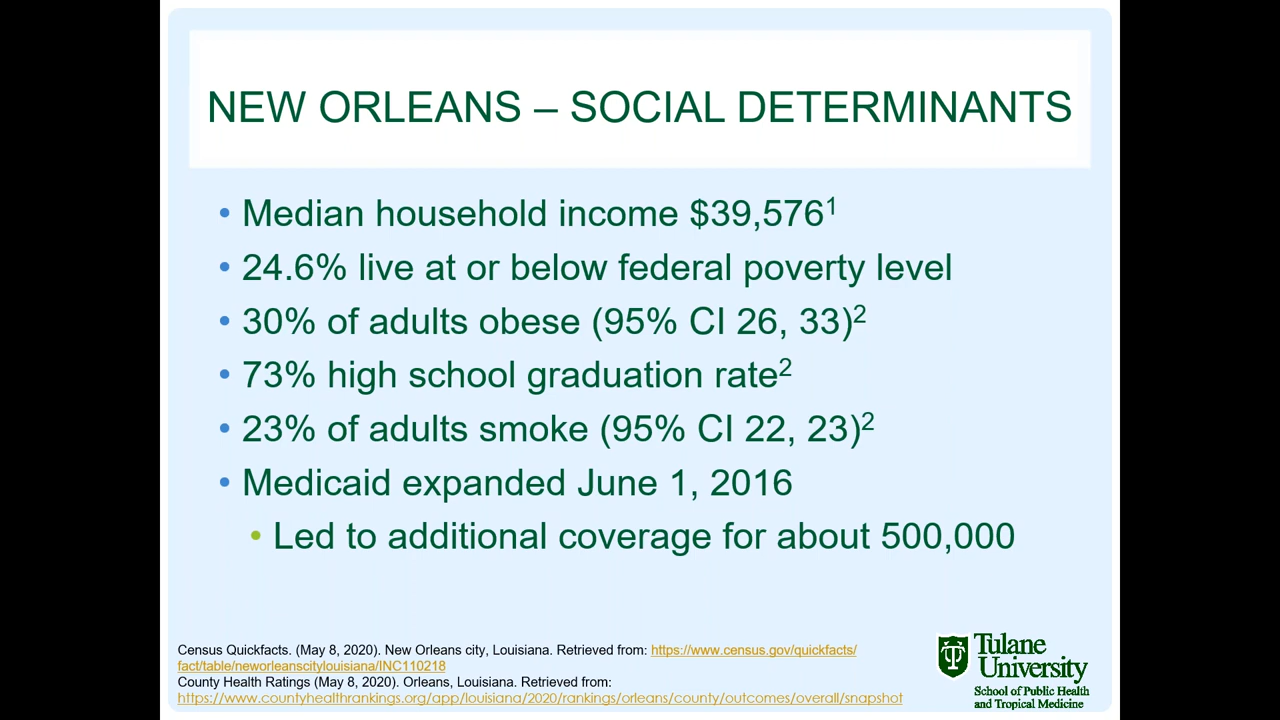 NEW ORLEANS – SOCIAL DETERMINANTS
• Median household income $39,576¹
• 24.6% live at or below federal poverty level
• 30% of adults obese (95% CI 26, 33)²
• 73% high school graduation rate²
• 23% of adults smoke (95% CI 22, 23)²
• Medicaid expanded June 1, 2016
• Led to additional coverage for about 500,000
Census Quickfacts. (May 8, 2020). New Orleans city, Louisiana. Retrieved from: https://www.census.gov/quickfacts/
fact/table/neworleanscitylouisiana/INC110218
County Health Ratings (May 8, 2020). Orleans, Louisiana. Retrieved from:
https://www.countyhealthrankings.org/app/louisiana/2020/rankings/orleans/county/outcomes/overall/snapshot
Tulane
University
School of Public Health
and Tropical Medicine